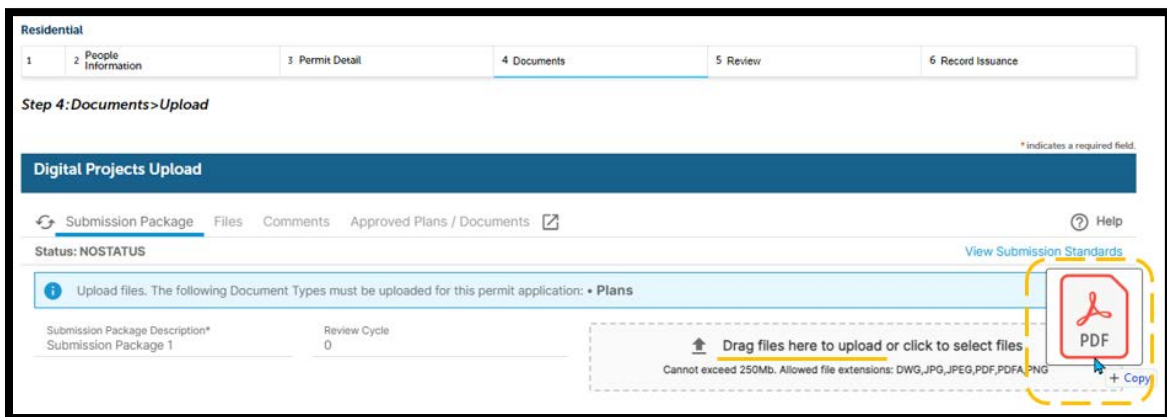 Residential
1
2 People Information
3 Permit Detail
4 Documents
5 Review
6 Record Issuance
Step 4:Documents>Upload
* indicates a required field.
Digital Projects Upload
Submission Package Files Comments Approved Plans / Documents
Help
Status: NOSTATUS
View Submission Standards
Upload files. The following Document Types must be uploaded for this permit application: • Plans
Submission Package Description*
Submission Package 1
Review Cycle
0
Drag files here to upload or click to select files
Cannot exceed 250Mb. Allowed file extensions: DWG,JPG,JPEG,PDF,PDFA,PNG
PDF
+ Copy